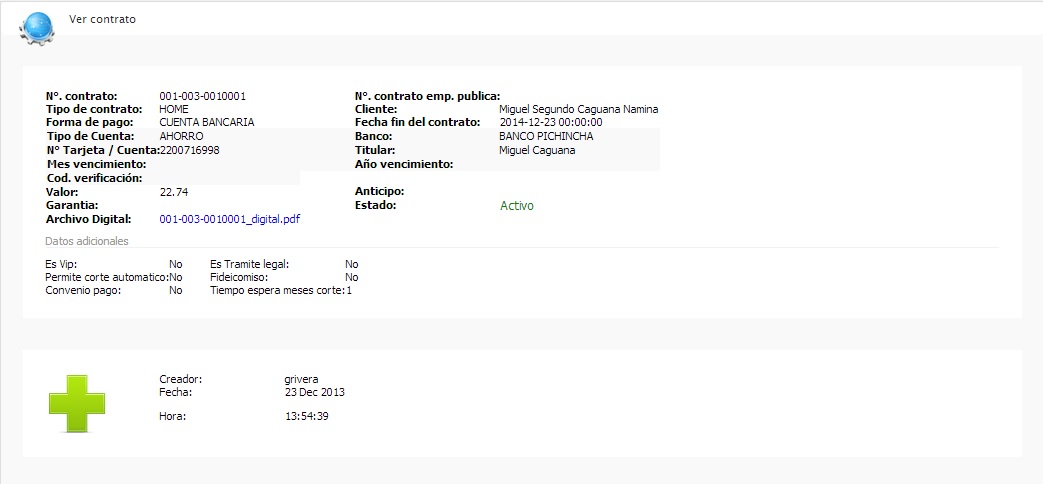 Ver contrato
N°. contrato: 001-003-0010001 N°. contrato emp. publica:
Tipo de contrato: HOME Cliente: Miguel Segundo Caguana Namina
Forma de pago: CUENTA BANCARIA Fecha fin del contrato: 2014-12-23 00:00:00
Tipo de Cuenta: AHORRO Banco: BANCO PICHINCHA
N° Tarjeta / Cuenta: 2200716998 Titular: Miguel Caguana
Mes vencimiento: Año vencimiento:
Cod. verificación:
Valor: 22.74 Anticipo:
Garantia: Estado: Activo
Archivo Digital: 001-003-0010001_digital.pdf
Datos adicionales
Es Vip: No Es Tramite legal: No
Permite corte automatico: No Fideicomiso: No
Convenio pago: No Tiempo espera meses corte: 1
Creador: grivera
Fecha: 23 Dec 2013
Hora: 13:54:39